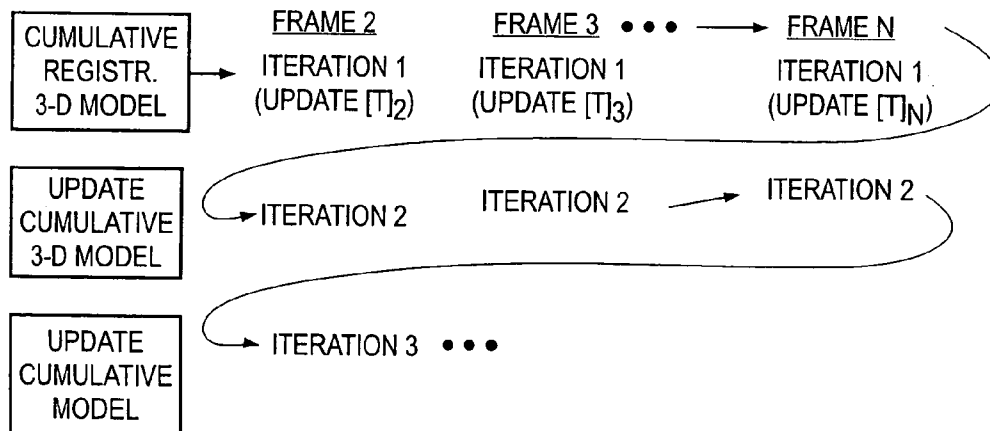 CUMULATIVE
REGISTR.
3-D MODEL
FRAME 2
ITERATION 1
(UPDATE [T]2)
FRAME 3 • • •
ITERATION 1
(UPDATE [T]3)
FRAME N
ITERATION 1
(UPDATE [T]N)
UPDATE
CUMULATIVE
3-D MODEL
ITERATION 2
ITERATION 2
ITERATION 2
UPDATE
CUMULATIVE
MODEL
ITERATION 3 • • •